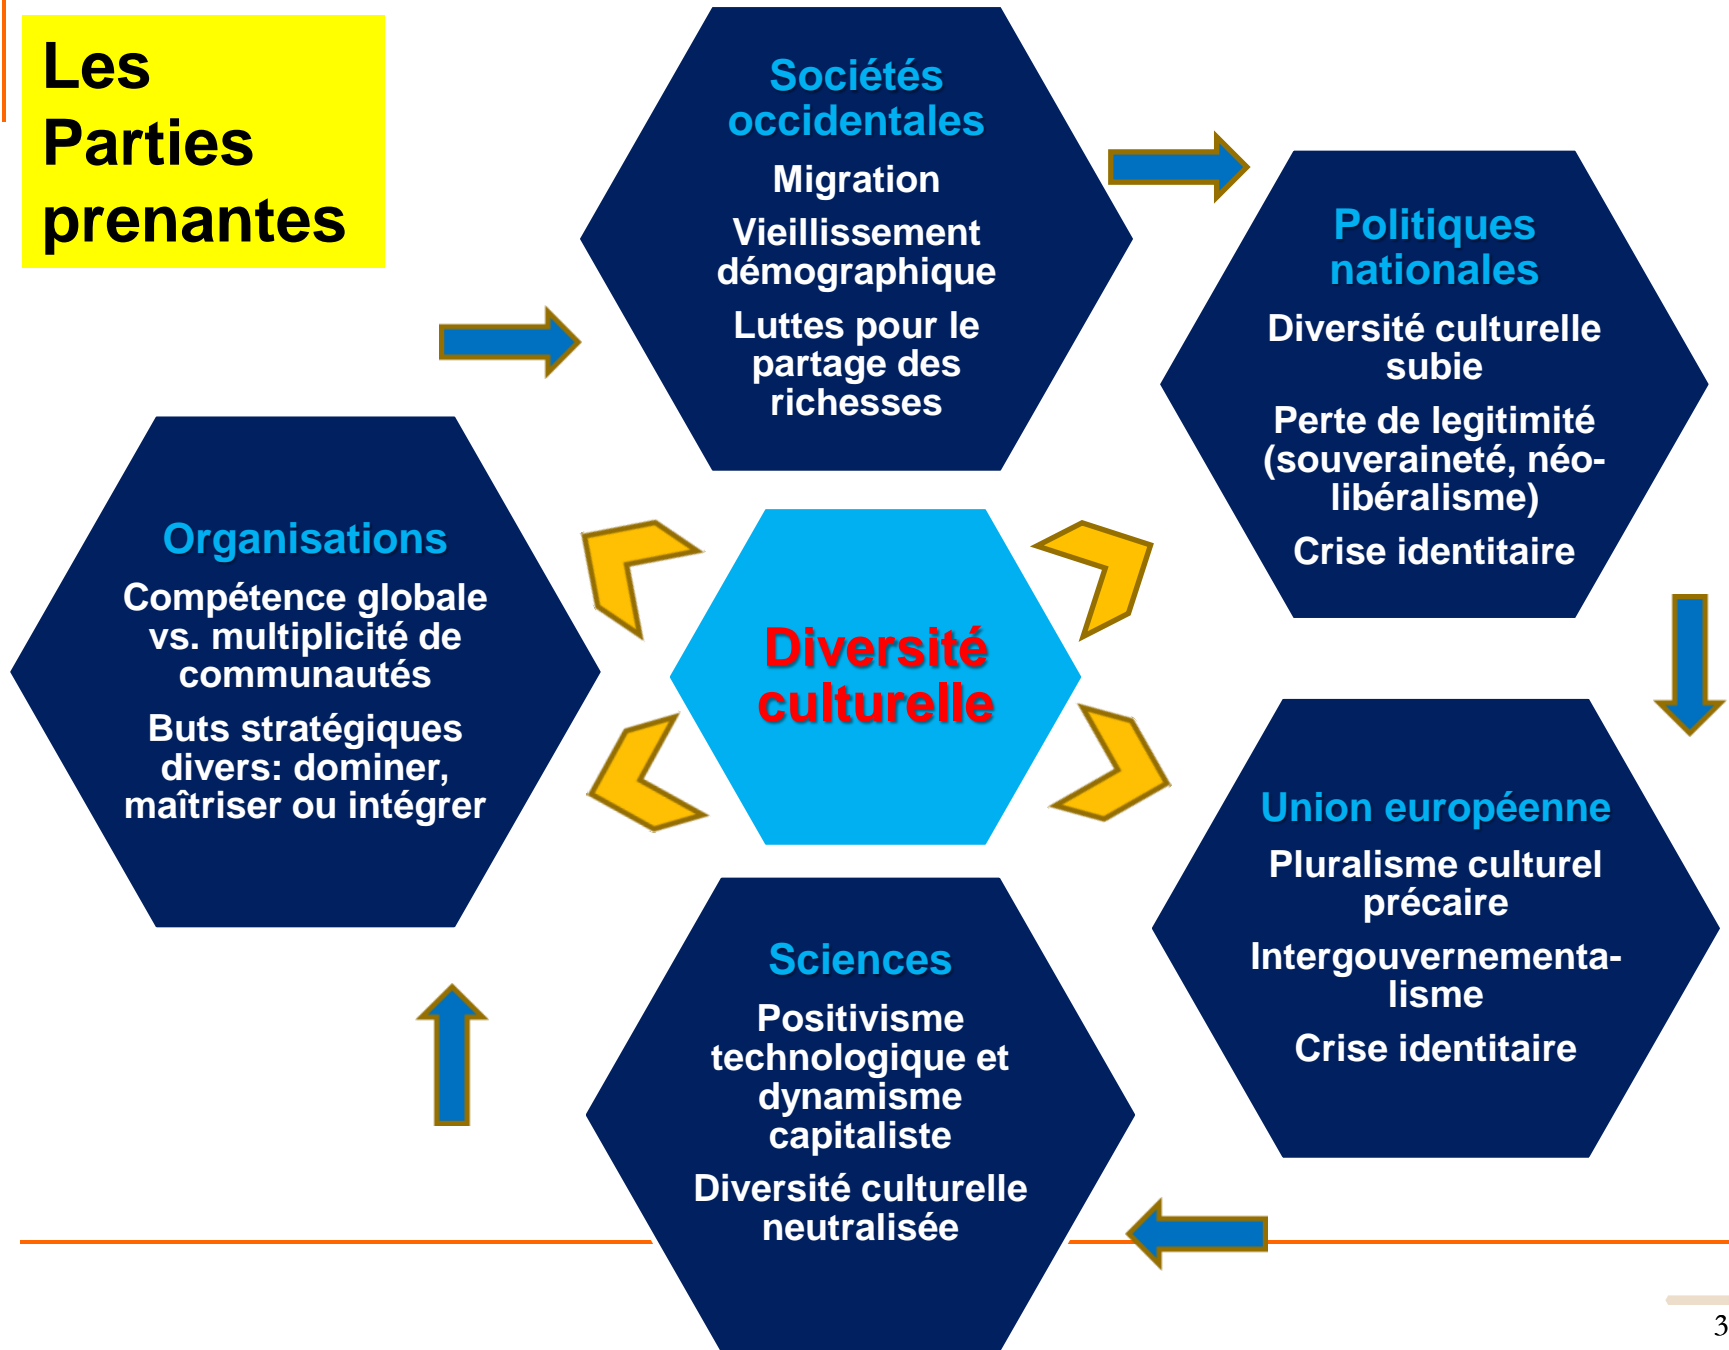 Les
Parties
prenantes
Sociétés
occidentales
Migration
Vieillissement
démographique
Luttes pour le
partage des
richesses
Politiques
nationales
Diversité culturelle
subie
Perte de legitimité
(souveraineté, néo-
libéralisme)
Crise identitaire
Organisations
Compétence globale
vs. multiplicité de
communautés
Buts stratégiques
divers: dominer,
maîtriser ou intégrer
Diversité
culturelle
Union européenne
Pluralisme culturel
précaire
Intergouvernementa-
lisme
Crise identitaire
Sciences
Positivisme
technologique et
dynamisme
capitaliste
Diversité culturelle
neutralisée
3